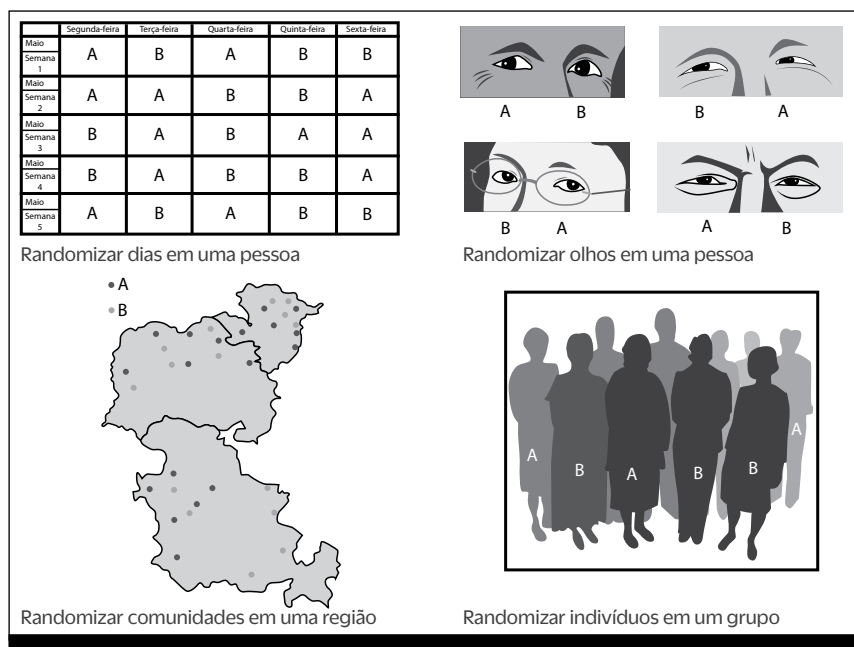 Segunda-feira Terça-feira Quarta-feira Quinta-feira Sexta-feira
Maio
Semana
1
A B A B B
Maio
Semana
2
A A B B A
Maio
Semana
3
B A B A A
Maio
Semana
4
B A B B A
Maio
Semana
5
A B A B B
Randomizar dias em uma pessoa
A B
B A
B A
A B
Randomizar olhos em uma pessoa
A
B
Randomizar comunidades em uma região
A B A B B A
Randomizar indivíduos em um grupo